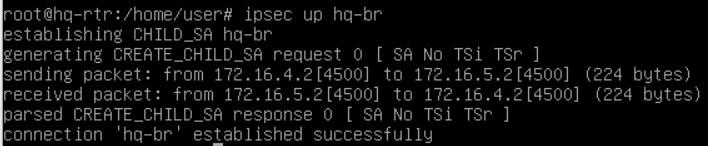 root@hq-rtr:/home/user# ipsec up hq-br
establishing CHILD_SA hq-br
generating CREATE_CHILD_SA request 0 [ SA No TSi TSr ]
sending packet: from 172.16.4.2[4500] to 172.16.5.2[4500] (224 bytes)
received packet: from 172.16.5.2[4500] to 172.16.4.2[4500] (224 bytes)
parsed CREATE_CHILD_SA response 0 [ SA No TSi TSr ]
connection 'hq-br' established successfully